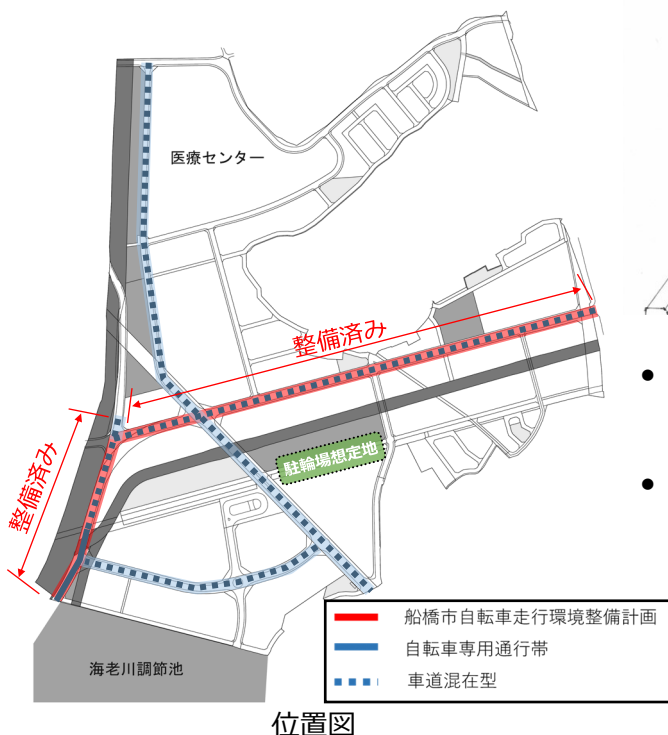 医療センター
整備済み
整備済み
駐輪場想定地
海老川調節池
船橋市自転車走行環境整備計画
自転車専用通行帯
車道混在型
位置図